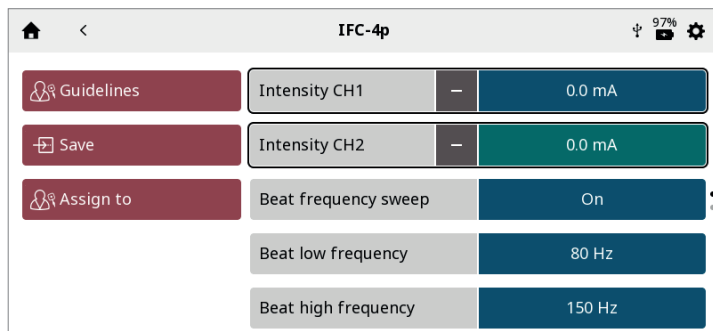 IFC-4p
97%
Guidelines
Intensity CH1 − 0.0 mA
Save
Intensity CH2 − 0.0 mA
Assign to
Beat frequency sweep On
Beat low frequency 80 Hz
Beat high frequency 150 Hz